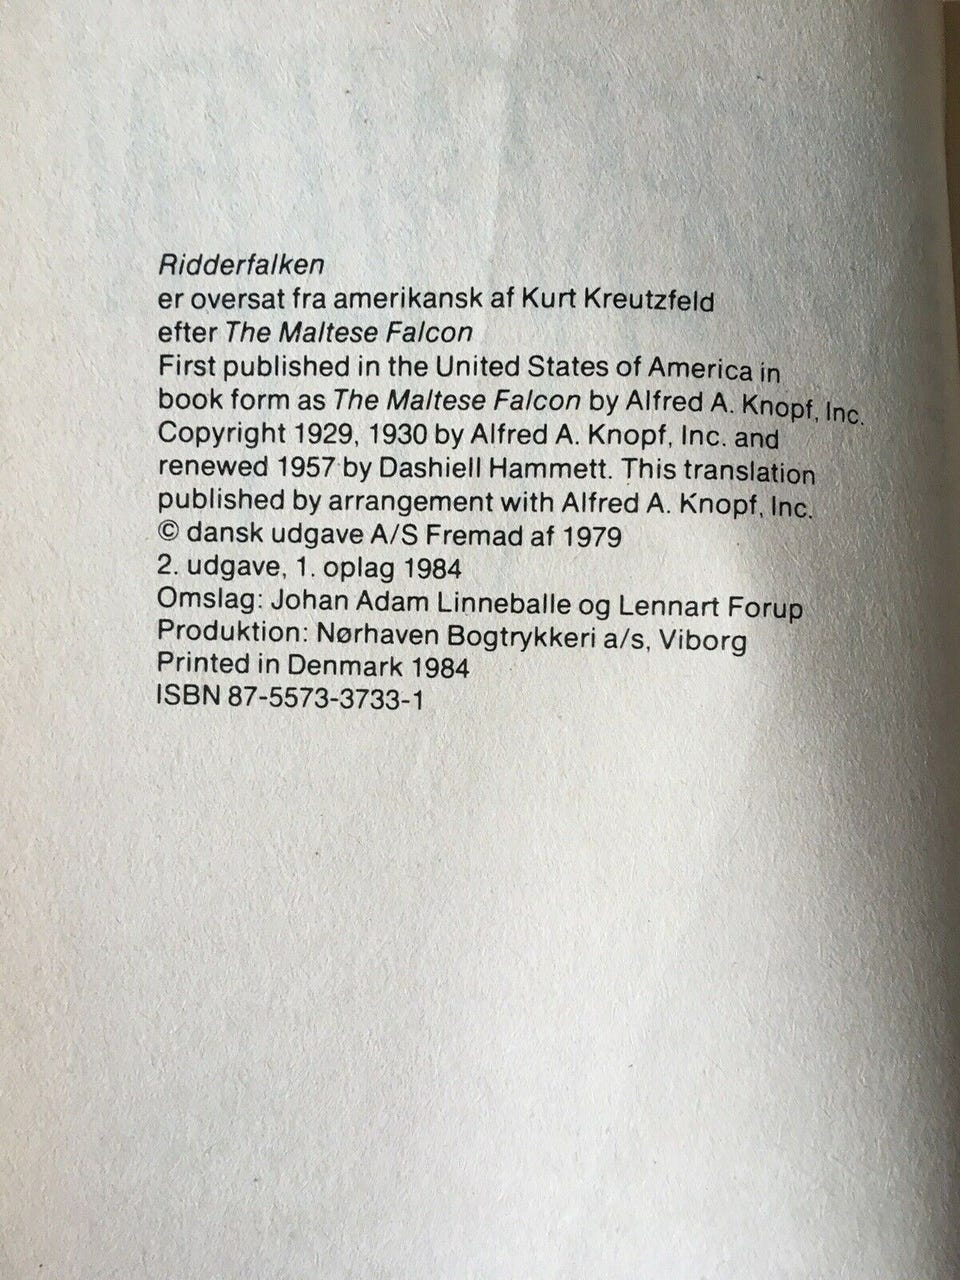 Ridderfalken
er oversat fra amerikansk af Kurt Kreutzfeld
efter The Maltese Falcon
First published in the United States of America in
book form as The Maltese Falcon by Alfred A. Knopf, Inc.
Copyright 1929, 1930 by Alfred A. Knopf, Inc. and
renewed 1957 by Dashiell Hammett. This translation
published by arrangement with Alfred A. Knopf, Inc.
© dansk udgave A/S Fremad af 1979
2. udgave, 1. oplag 1984
Omslag: Johan Adam Linneballe og Lennart Forup
Produktion: Nørhaven Bogtrykkeri a/s, Viborg
Printed in Denmark 1984
ISBN 87-5573-3733-1